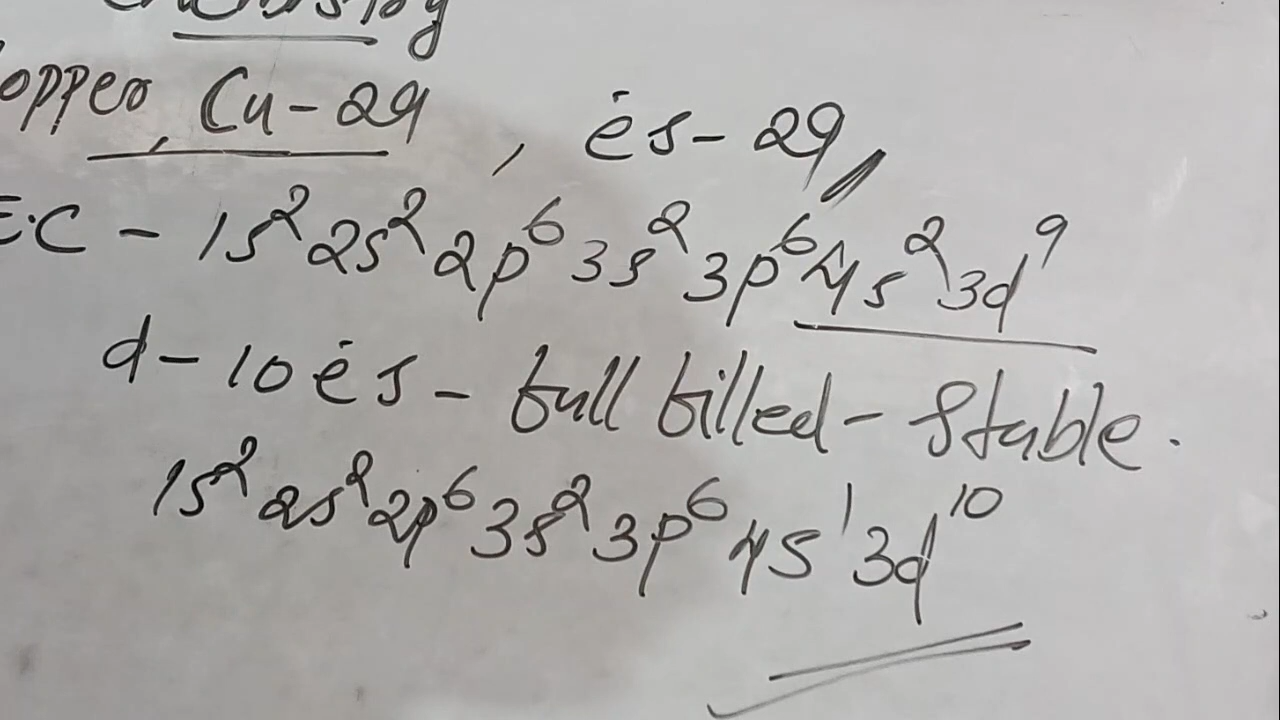 Chemistry
opper, Cu - 29, ės - 29,
E.C - 1s² 2s² 2p⁶ 3s² 3p⁶ 4s² 3d⁹
d - 10 ės - full filled - Stable.
1s² 2s² 2p⁶ 3s² 3p⁶ 4s¹ 3d¹⁰